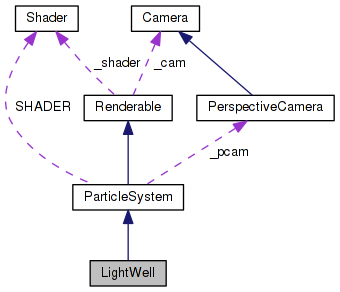 Shader
Camera
_shader
_cam
SHADER
Renderable
PerspectiveCamera
_pcam
ParticleSystem
LightWell